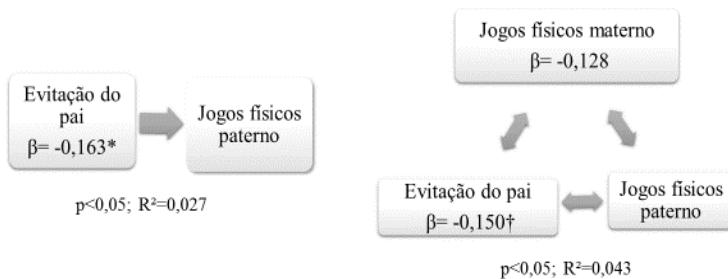 Evitação do
pai
β= -0,163*
Jogos físicos
paterno
p<0,05; R²=0,027
Jogos físicos materno
β= -0,128
Evitação do pai
β= -0,150†
Jogos físicos
paterno
p<0,05; R²=0,043